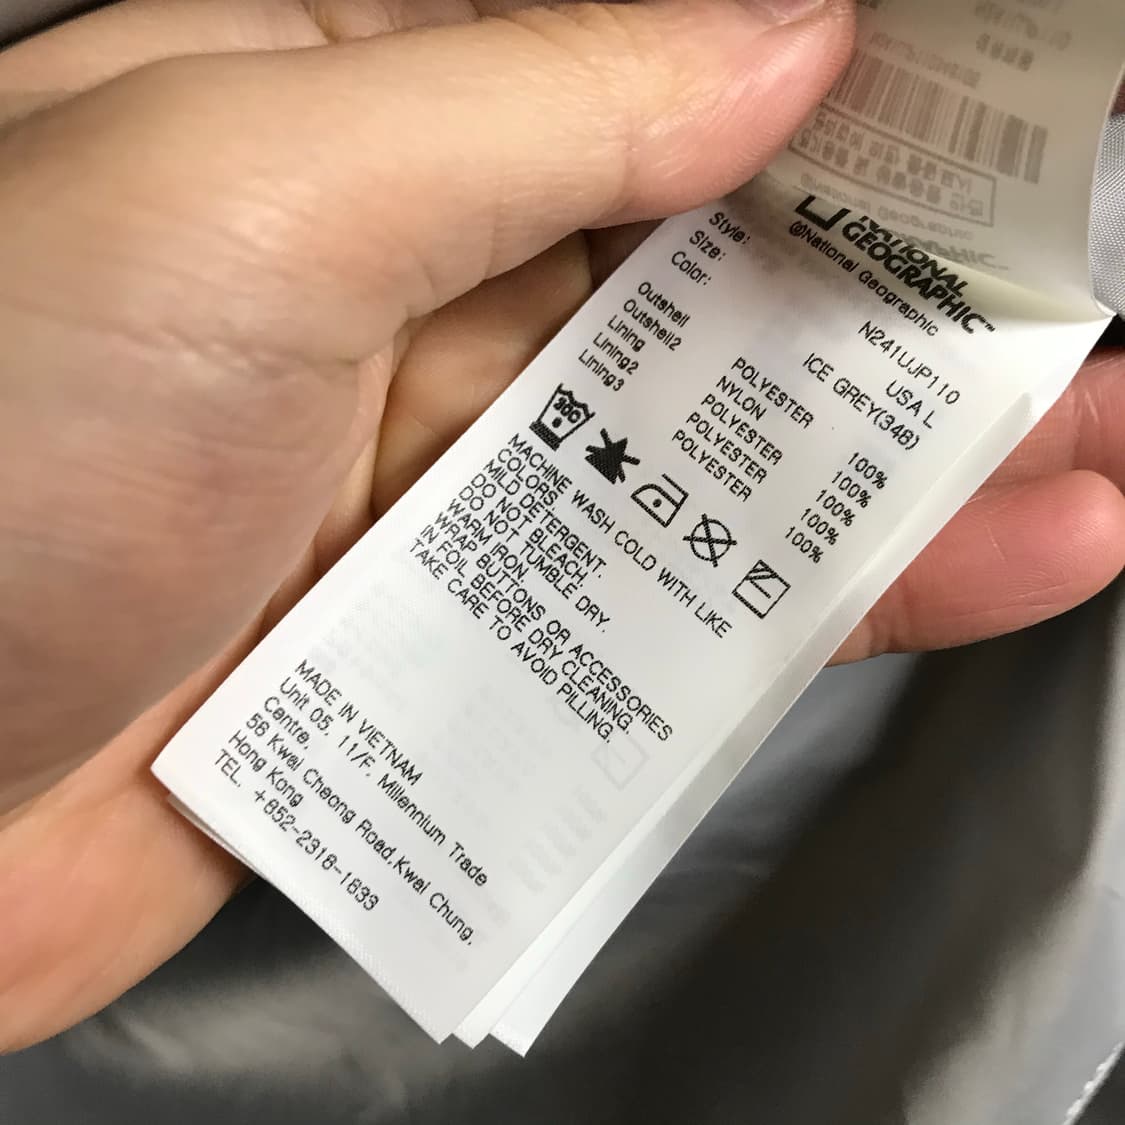 NATIONAL
GEOGRAPHIC™
@National Geographic
Style: N241UJP110
Size: USA L
Color: ICE GREY(348)
Outshell POLYESTER 100%
Outshell2 NYLON 100%
Lining POLYESTER 100%
Lining2 POLYESTER 100%
Lining3 POLYESTER 100%
30C
MACHINE WASH COLD WITH LIKE
COLORS
MILD DETERGENT.
DO NOT BLEACH.
DO NOT TUMBLE DRY.
WARM IRON.
WRAP BUTTONS OR ACCESSORIES
IN FOIL BEFORE DRY CLEANING.
TAKE CARE TO AVOID PILLING.
MADE IN VIETNAM
Unit 05, 11/F, Millennium Trade
Centre,
56 Kwai Cheong Road,Kwai Chung,
Hong Kong
TEL. +852-2318-1833